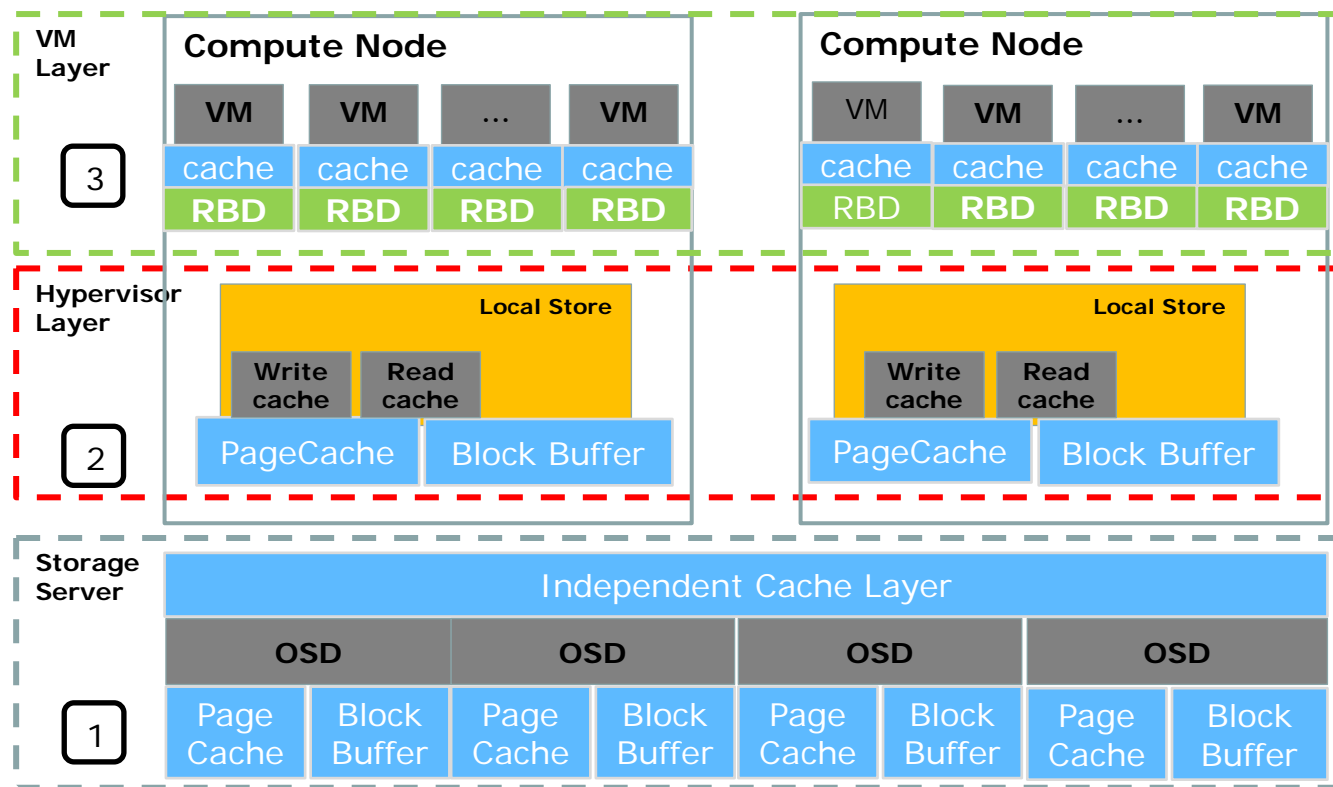 VM
Layer
3
Compute Node
VM VM ... VM
cache cache cache cache
RBD RBD RBD RBD
Compute Node
VM VM ... VM
cache cache cache cache
RBD RBD RBD RBD
Hypervisor
Layer
2
Local Store
Write
cache
Read
cache
PageCache Block Buffer
Local Store
Write
cache
Read
cache
PageCache Block Buffer
Storage
Server
1
Independent Cache Layer
OSD OSD OSD OSD
Page
Cache
Block
Buffer
Page
Cache
Block
Buffer
Page
Cache
Block
Buffer
Page
Cache
Block
Buffer